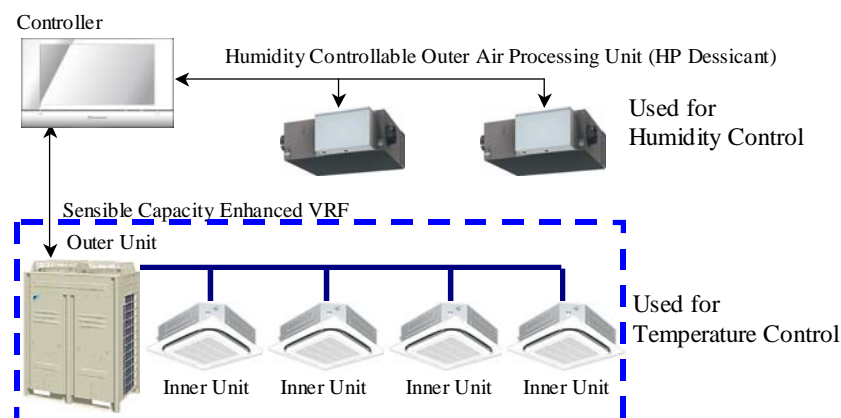 Controller
Humidity Controllable Outer Air Processing Unit (HP Dessicant)
Used for
Humidity Control
Sensible Capacity Enhanced VRF
Outer Unit
Used for
Temperature Control
Inner Unit
Inner Unit
Inner Unit
Inner Unit